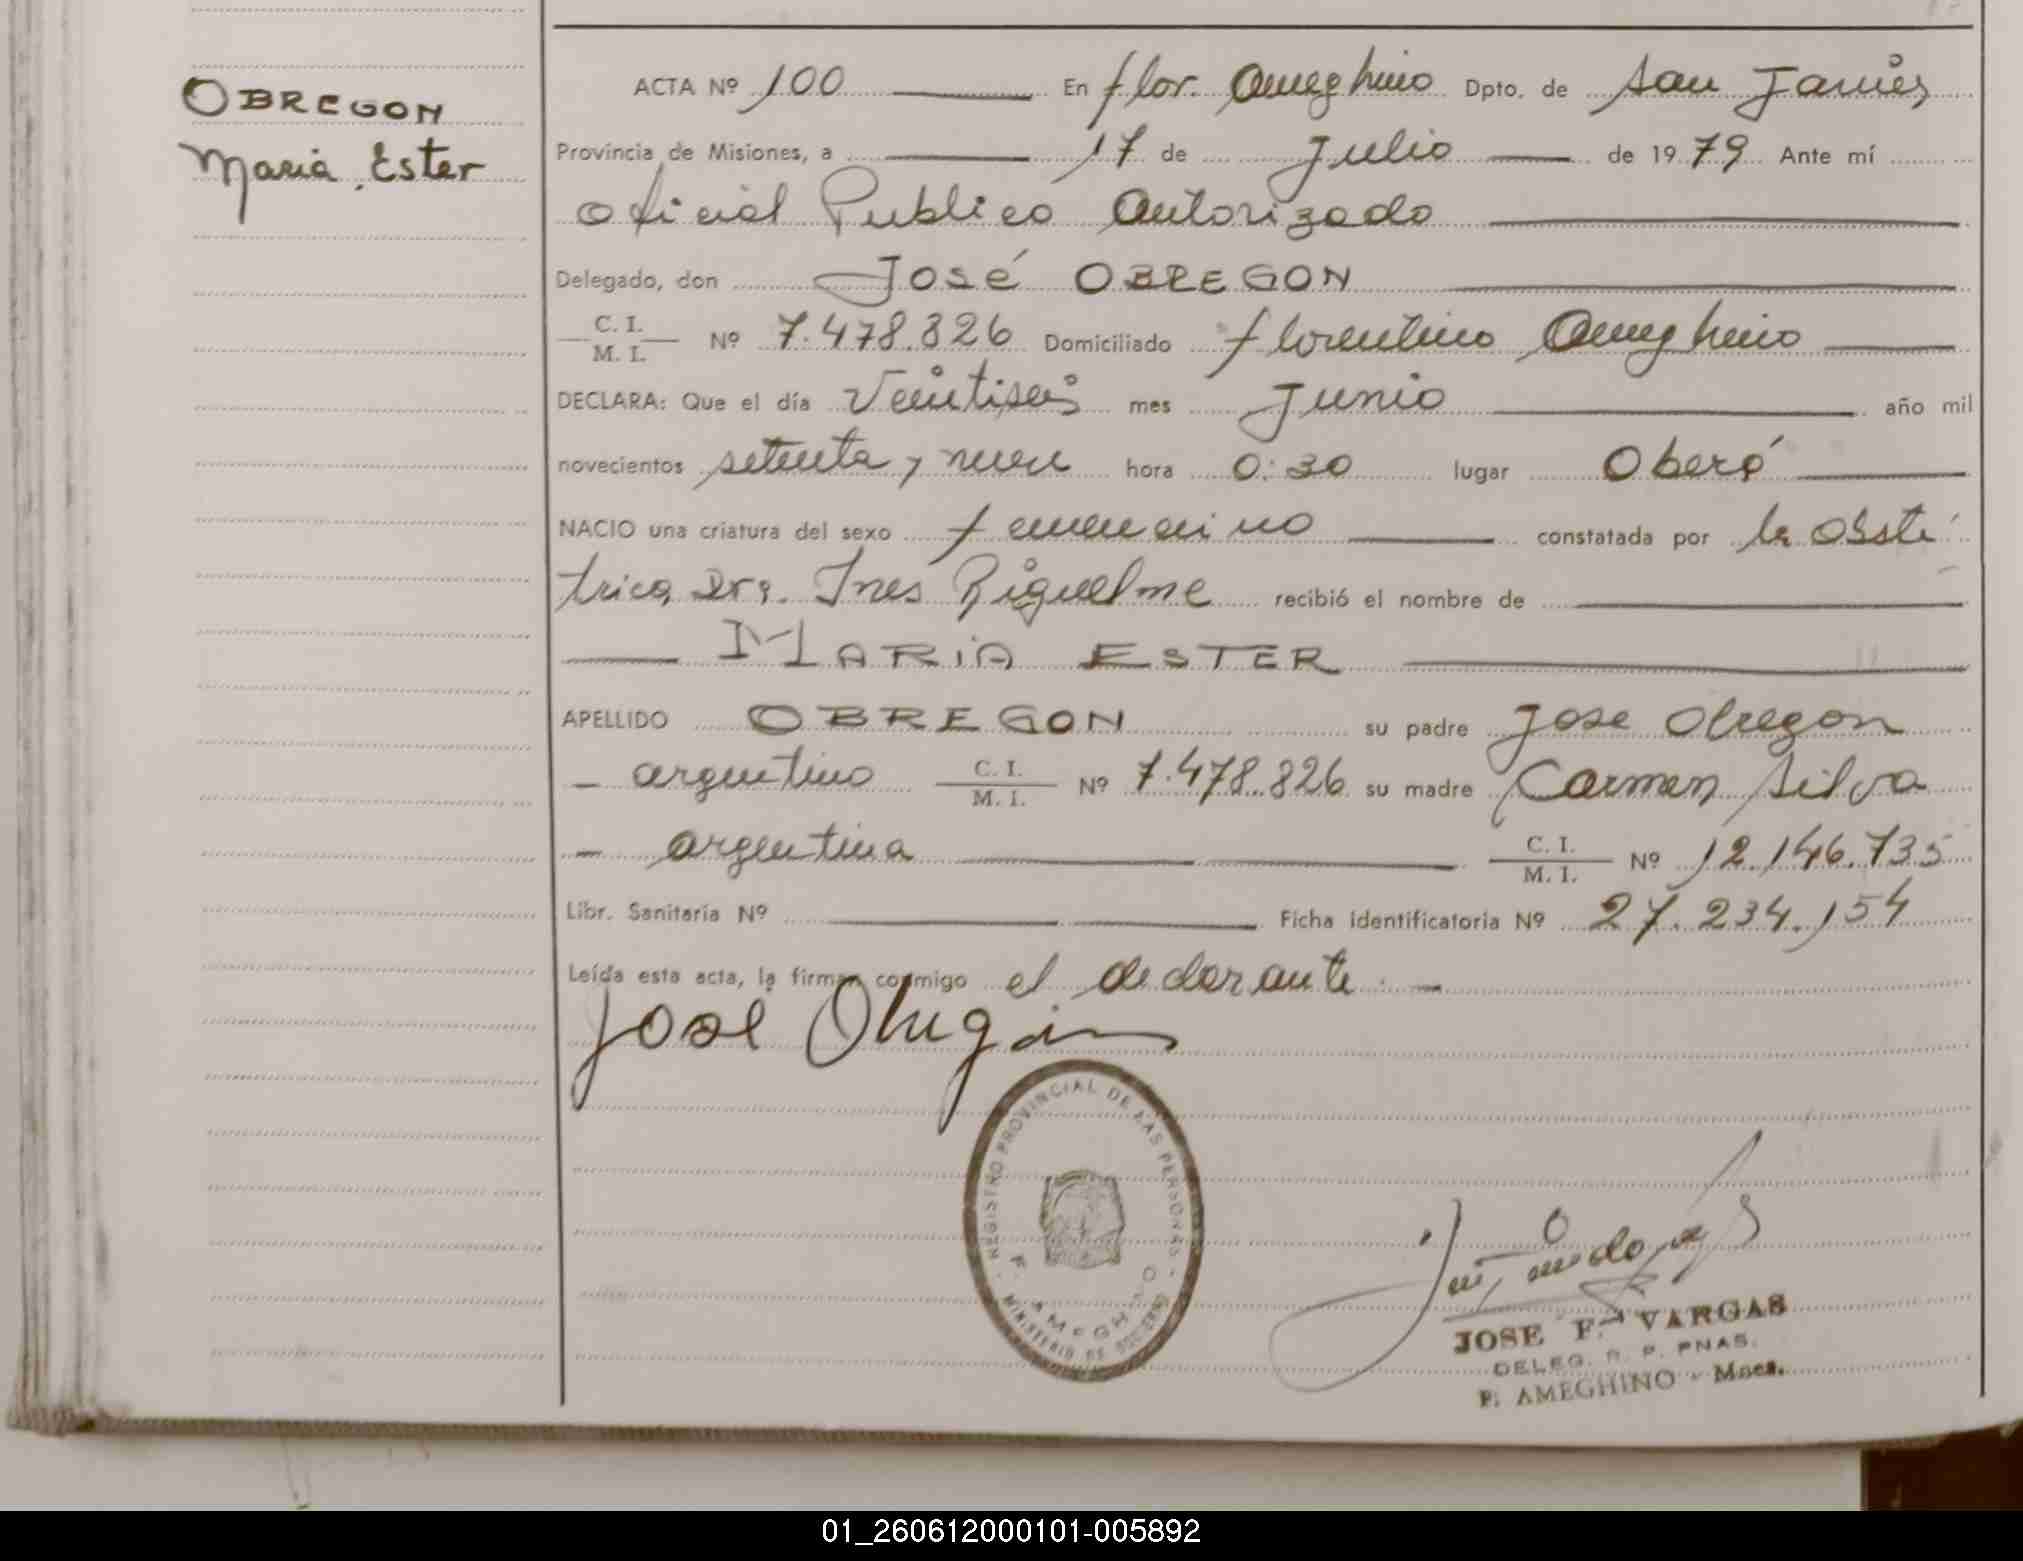 OBREGON
Maria Ester
ACTA Nº 100 En flor. Ameghino Dpto. de San Javier
Provincia de Misiones, a 17 de Julio de 1979 Ante mí
oficial Publico Autorizado
Delegado, don José OBREGON
C. I.
M. I. Nº 7.478.826 Domiciliado florentino Ameghino
DECLARA: Que el día Veintiseis mes Junio año mil
novecientos setenta y nueve hora 0:30 lugar Oberá
NACIO una criatura del sexo femenino constatada por la Obste
trica Dra. Ines Riquelme recibió el nombre de
MARIA ESTER
APELLIDO OBREGON su padre Jose Obregon
argentino C. I.
M. I. Nº 7.478.826 su madre Carmen Silva
argentina C. I.
M. I. Nº 12.146.735
Libr. Sanitaria Nº Ficha Identificatoria Nº 27.234.154
Leída esta acta, la firman conmigo el declarante.
Jose Obregon
REGISTRO PROVINCIAL DE LAS PERSONAS
F. AMEGHINO
MINISTERIO DE GOBIERNO
JOSE F. VARGAS
DELEG. R. P. PNAS.
F. AMEGHINO - Mnes.
01_260612000101-005892